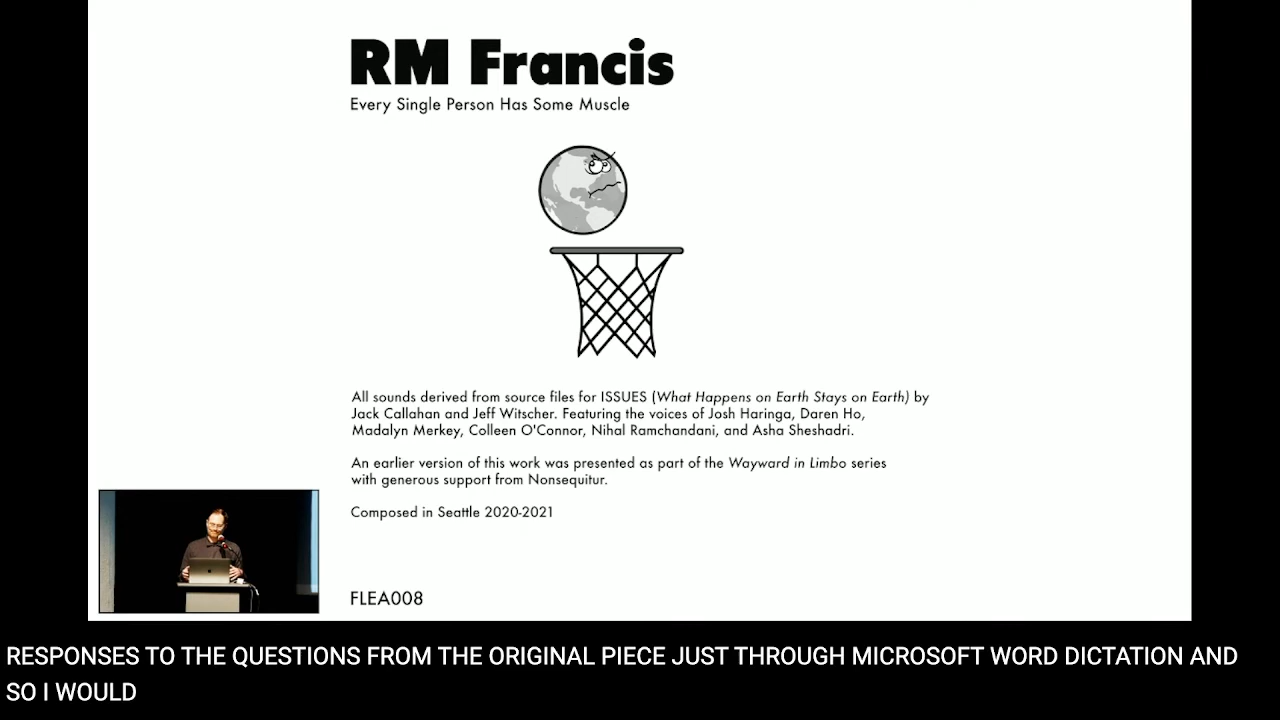 RM Francis
Every Single Person Has Some Muscle
All sounds derived from source files for ISSUES (What Happens on Earth Stays on Earth) by
Jack Callahan and Jeff Witscher. Featuring the voices of Josh Haringa, Daren Ho,
Madalyn Merkey, Colleen O'Connor, Nihal Ramchandani, and Asha Sheshadri.
An earlier version of this work was presented as part of the Wayward in Limbo series
with generous support from Nonsequitur.
Composed in Seattle 2020-2021
FLEA008
RESPONSES TO THE QUESTIONS FROM THE ORIGINAL PIECE JUST THROUGH MICROSOFT WORD DICTATION AND
SO I WOULD